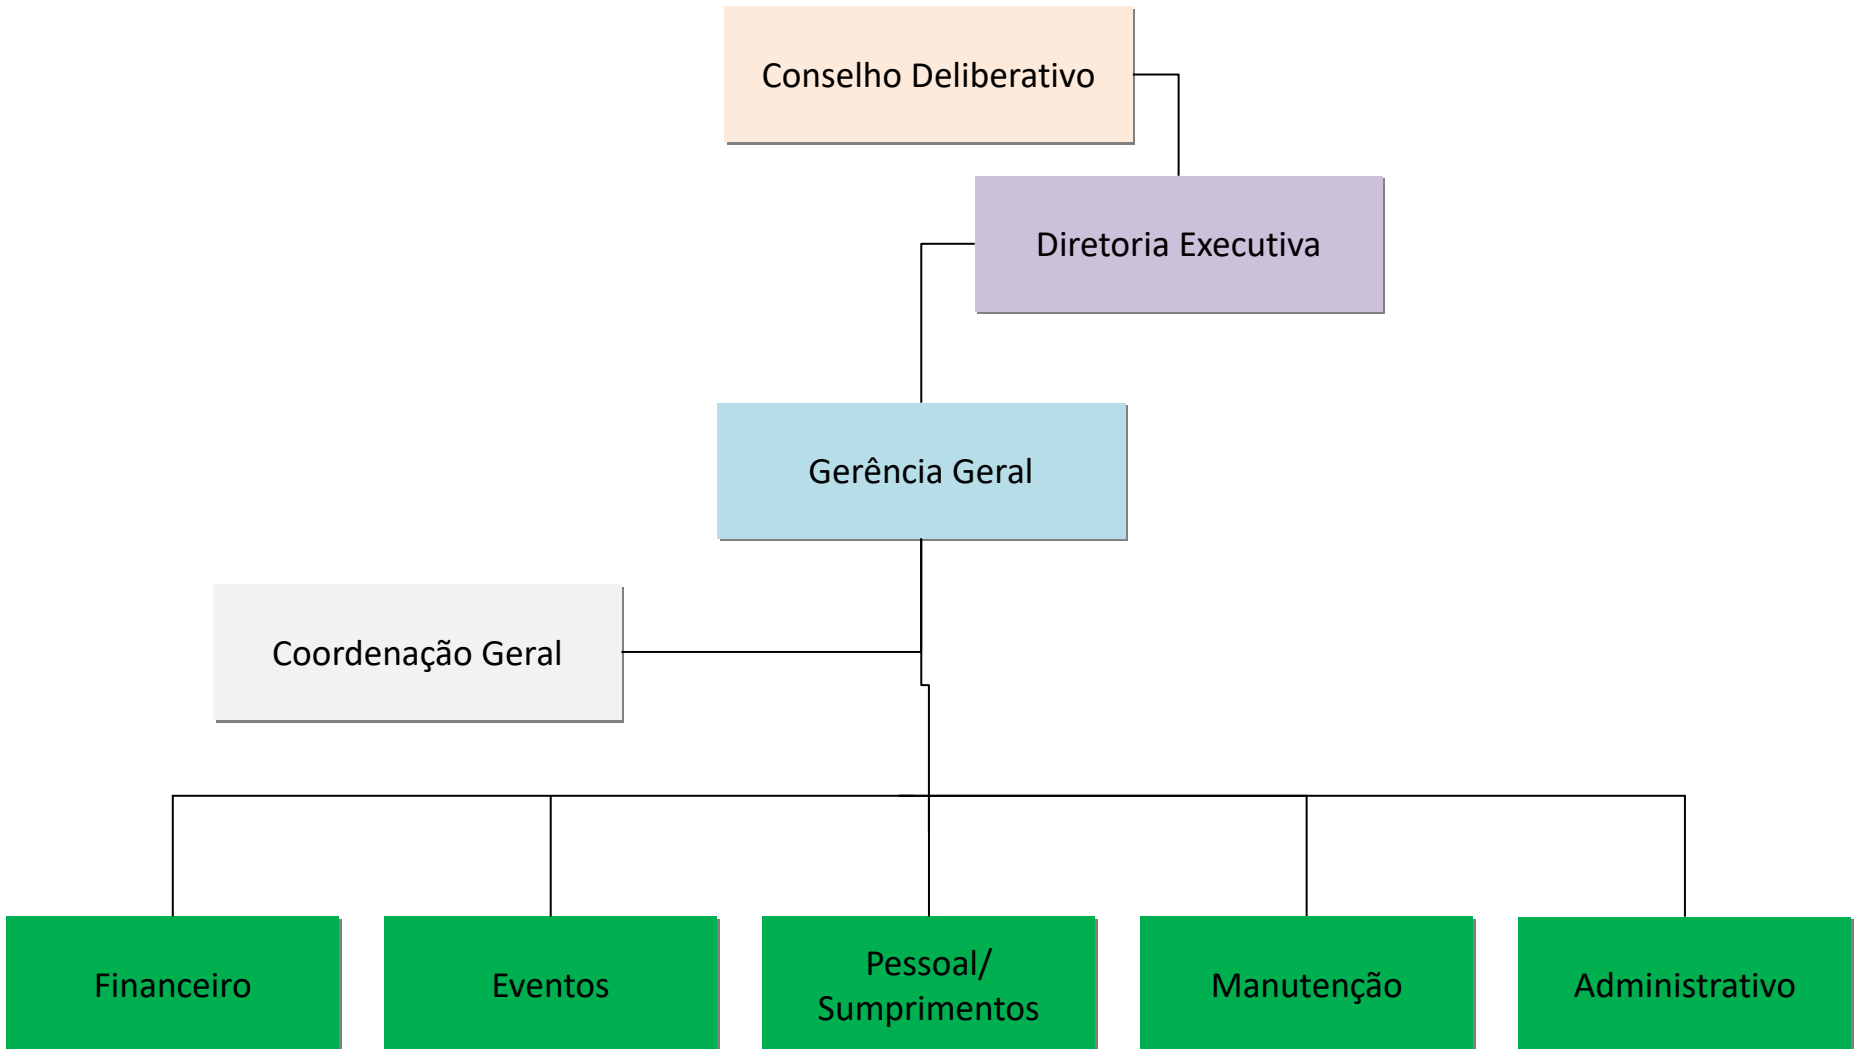 Conselho Deliberativo
Diretoria Executiva
Gerência Geral
Coordenação Geral
Financeiro
Eventos
Pessoal/
Sumprimentos
Manutenção
Administrativo